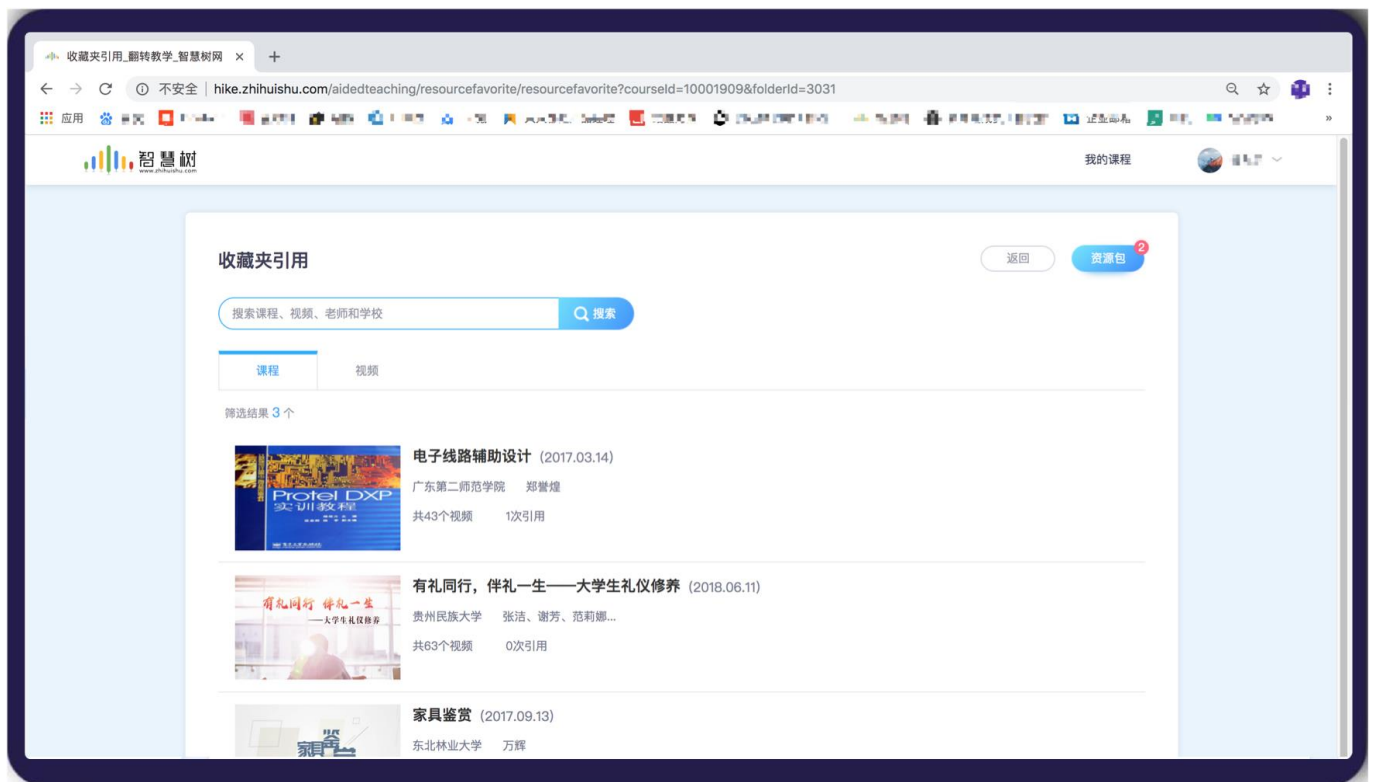 收藏夹引用_翻转教学_智慧树网 × +
不安全 | hike.zhihuishu.com/aidedteaching/resourcefavorite/resourcefavorite?courseId=10001909&folderId=3031
应用
智慧树 我的课程
www.zhihuishu.com
收藏夹引用 返回 资源包 2
搜索课程、视频、老师和学校 搜索
课程 视频
筛选结果 3 个
电子线路辅助设计 (2017.03.14)
广东第二师范学院 郑誉煌
共43个视频 1次引用
Protel DXP
实训教程
有礼同行，伴礼一生——大学生礼仪修养 (2018.06.11)
贵州民族大学 张洁、谢芳、范莉娜...
共63个视频 0次引用
有礼同行 伴礼一生
——大学生礼仪修养
家具鉴赏 (2017.09.13)
东北林业大学 万辉